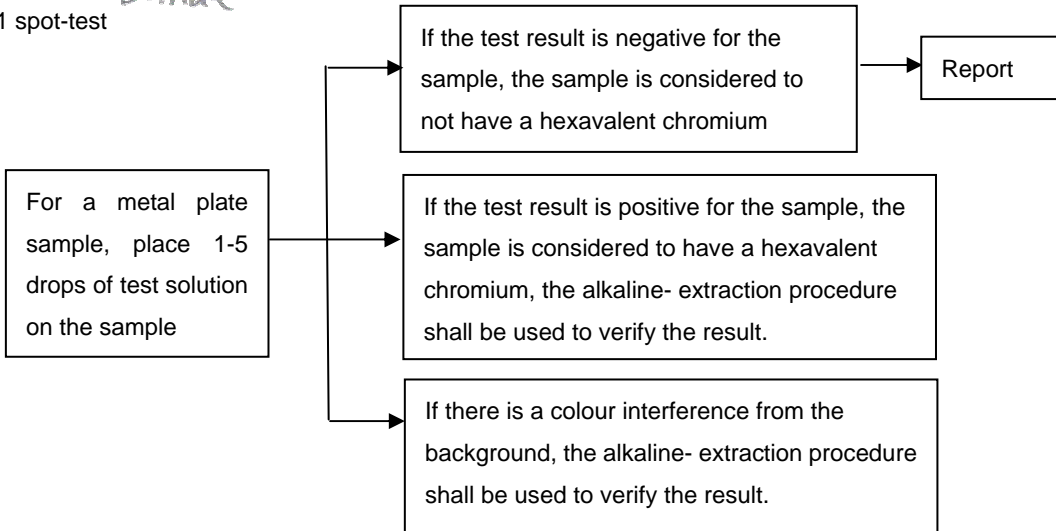 1 spot-test
If the test result is negative for the
sample, the sample is considered to
not have a hexavalent chromium
Report
For a metal plate
sample, place 1-5
drops of test solution
on the sample
If the test result is positive for the sample, the
sample is considered to have a hexavalent
chromium, the alkaline- extraction procedure
shall be used to verify the result.
If there is a colour interference from the
background, the alkaline- extraction procedure
shall be used to verify the result.